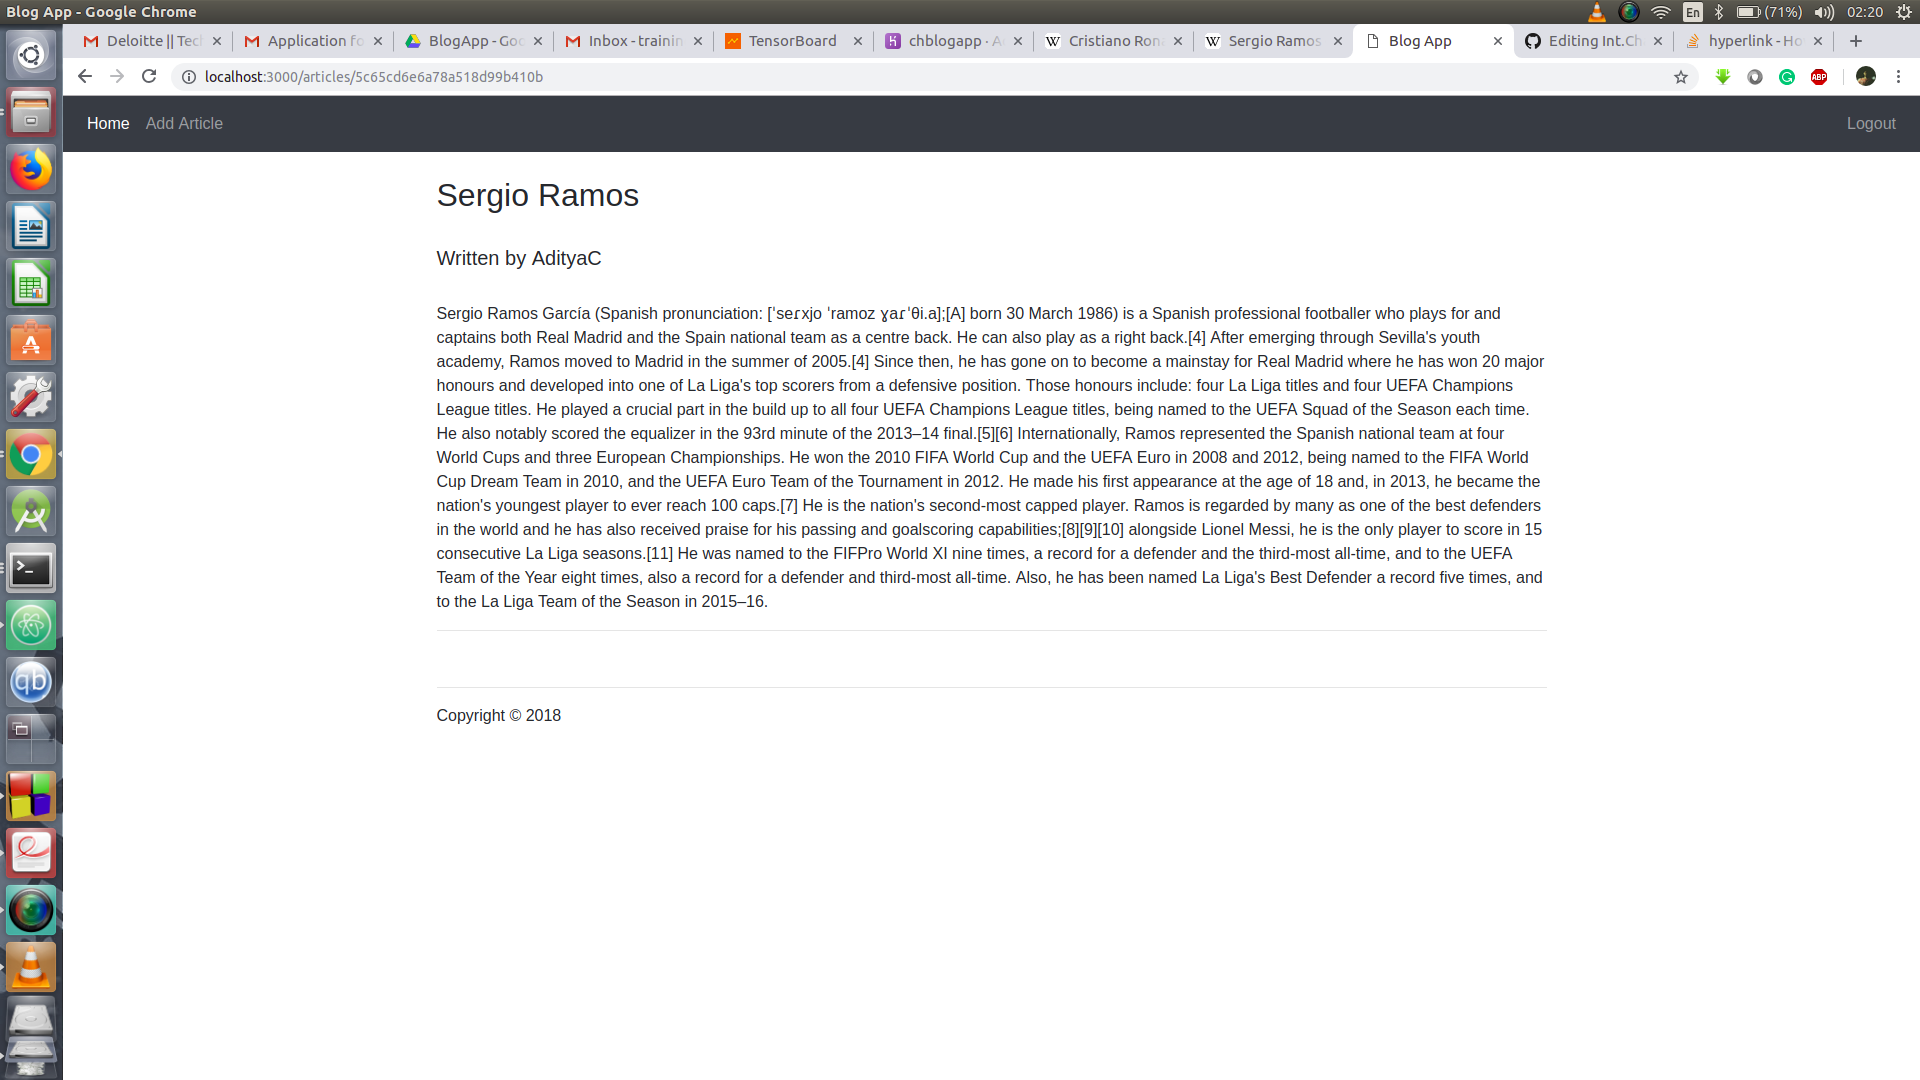 Blog App - Google Chrome
En
(71%)
02:20
Deloitte || Tec
Application fo
BlogApp - Goo
Inbox - trainin
TensorBoard
chblogapp · A
Cristiano Ron
Sergio Ramos
Blog App
Editing Int.Ch
hyperlink - Ho
localhost:3000/articles/5c65cd6e6a78a518d99b410b
ABP
Home
Add Article
Logout
Sergio Ramos
Written by AdityaC
Sergio Ramos García (Spanish pronunciation: [ˈseɾxjo ˈramoz ɣaɾˈθi.a];[A] born 30 March 1986) is a Spanish professional footballer who plays for and
captains both Real Madrid and the Spain national team as a centre back. He can also play as a right back.[4] After emerging through Sevilla's youth
academy, Ramos moved to Madrid in the summer of 2005.[4] Since then, he has gone on to become a mainstay for Real Madrid where he has won 20 major
honours and developed into one of La Liga's top scorers from a defensive position. Those honours include: four La Liga titles and four UEFA Champions
League titles. He played a crucial part in the build up to all four UEFA Champions League titles, being named to the UEFA Squad of the Season each time.
He also notably scored the equalizer in the 93rd minute of the 2013–14 final.[5][6] Internationally, Ramos represented the Spanish national team at four
World Cups and three European Championships. He won the 2010 FIFA World Cup and the UEFA Euro in 2008 and 2012, being named to the FIFA World
Cup Dream Team in 2010, and the UEFA Euro Team of the Tournament in 2012. He made his first appearance at the age of 18 and, in 2013, he became the
nation's youngest player to ever reach 100 caps.[7] He is the nation's second-most capped player. Ramos is regarded by many as one of the best defenders
in the world and he has also received praise for his passing and goalscoring capabilities;[8][9][10] alongside Lionel Messi, he is the only player to score in 15
consecutive La Liga seasons.[11] He was named to the FIFPro World XI nine times, a record for a defender and the third-most all-time, and to the UEFA
Team of the Year eight times, also a record for a defender and third-most all-time. Also, he has been named La Liga's Best Defender a record five times, and
to the La Liga Team of the Season in 2015–16.
Copyright © 2018
qb